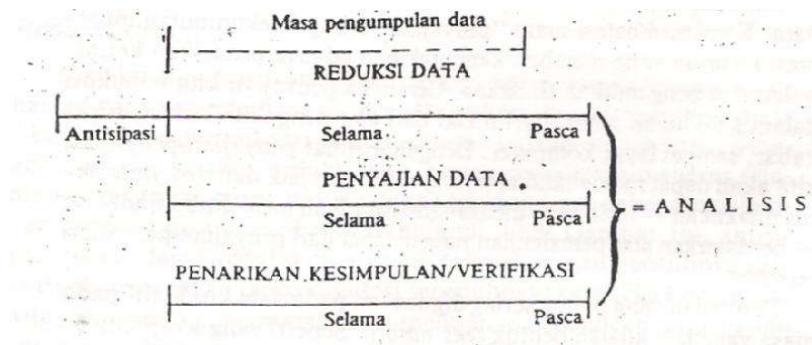 Masa pengumpulan data
REDUKSI DATA
Antisipasi Selama Pasca
PENYAJIAN DATA
Selama Pasca
= ANALISIS
PENARIKAN KESIMPULAN/VERIFIKASI
Selama Pasca